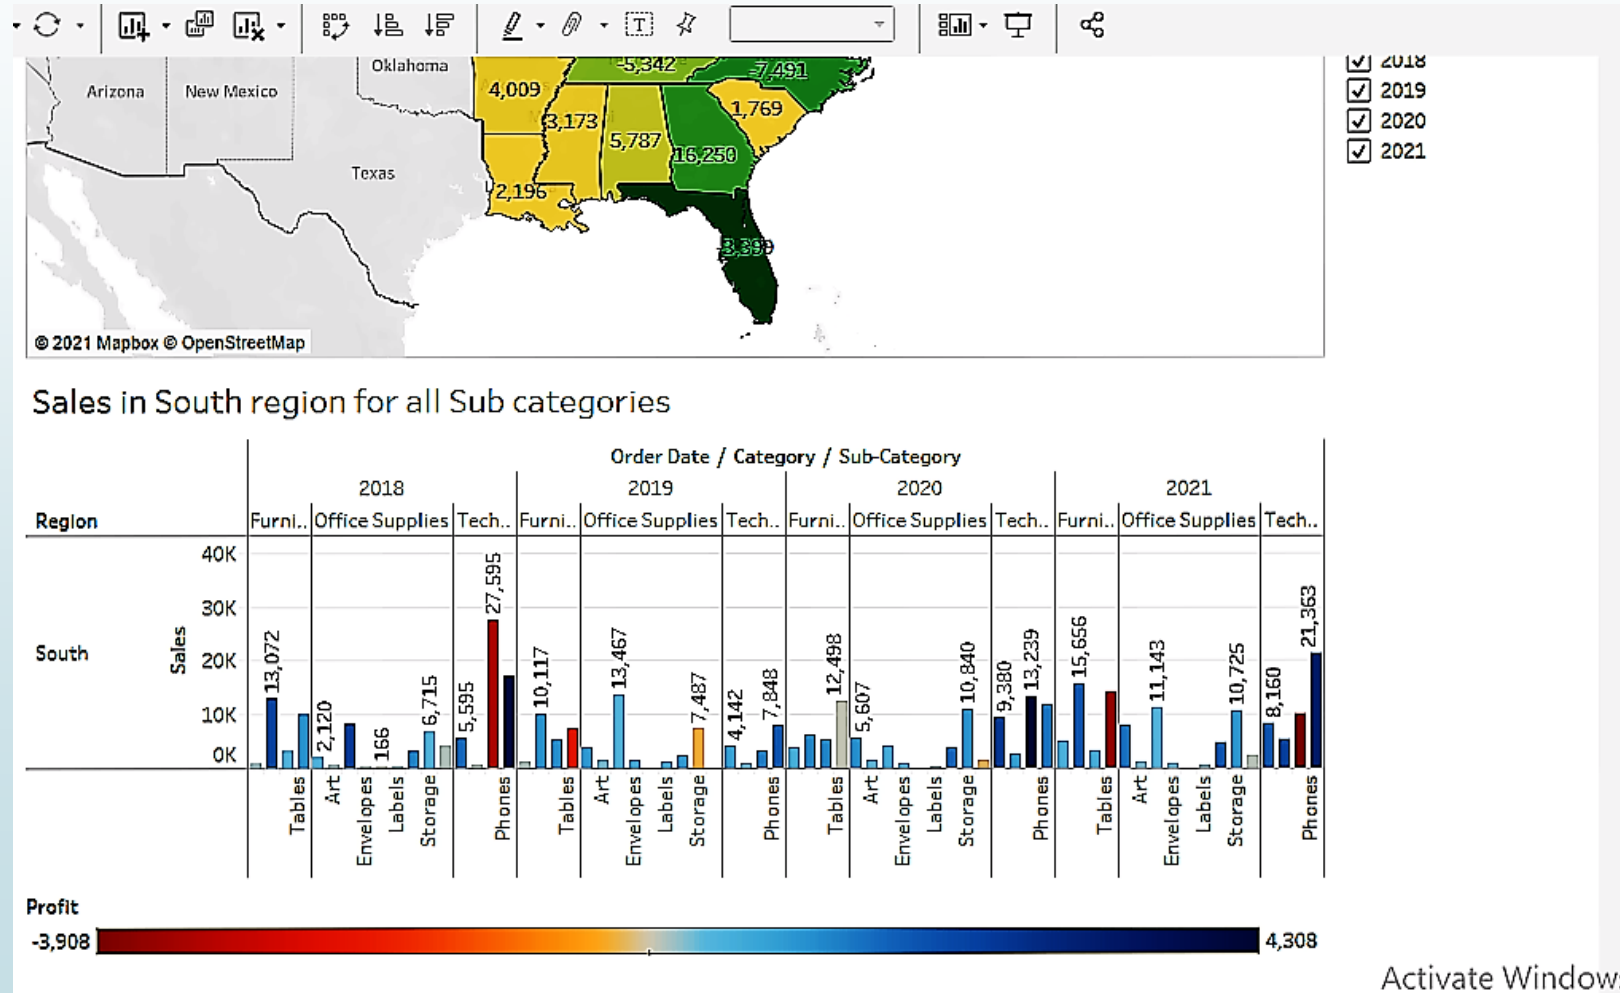 2018
Oklahoma
-5,342
-7,491
Arizona
New Mexico
4,009
2019
3,173
1,769
2020
5,787
16,250
2021
Texas
2,196
-3,399
© 2021 Mapbox © OpenStreetMap
Sales in South region for all Sub categories
Order Date / Category / Sub-Category
2018 2019 2020 2021
Region Furni.. Office Supplies Tech.. Furni.. Office Supplies Tech.. Furni.. Office Supplies Tech.. Furni.. Office Supplies Tech..
40K
30K
South
Sales
20K
10K
0K
13,072 2,120 166 6,715 5,595 27,595 10,117 13,467 7,487 4,142 7,848 12,498 5,607 10,840 9,380 13,239 15,656 11,143 10,725 8,160 21,363
Tables Art Envelopes Labels Storage Phones Tables Art Envelopes Labels Storage Phones Tables Art Envelopes Labels Storage Phones Tables Art Envelopes Labels Storage Phones
Profit
-3,908 4,308
Activate Windows